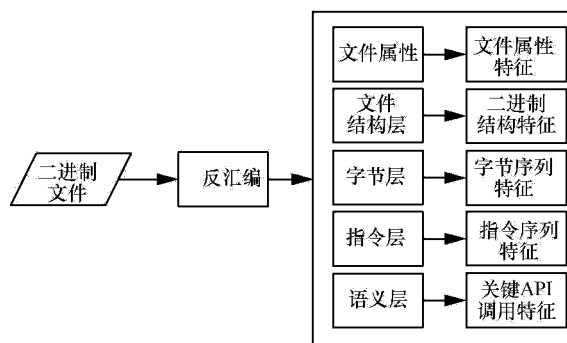 二进制
文件
反汇编
文件属性
文件属性
特征
文件
结构层
二进制
结构特征
字节层
字节序列
特征
指令层
指令序列
特征
语义层
关键API
调用特征